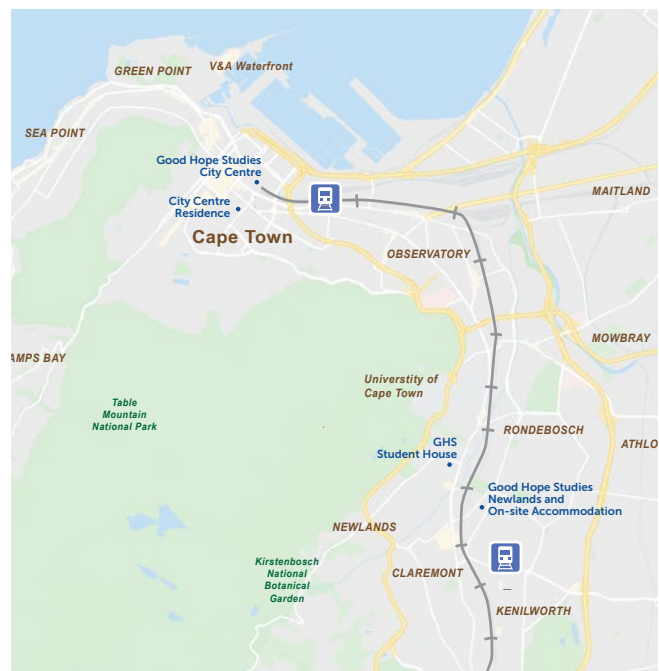 V&A Waterfront
GREEN POINT
SEA POINT
Good Hope Studies
City Centre
MAITLAND
City Centre
Residence
Cape Town
OBSERVATORY
MOWBRAY
AMPS BAY
Universtity of
Cape Town
Table
Mountain
National Park
RONDEBOSCH
ATHLO
GHS
Student House
Good Hope Studies
Newlands and
On-site Accommodation
NEWLANDS
Kirstenbosch
National
Botanical
Garden
CLAREMONT
KENILWORTH